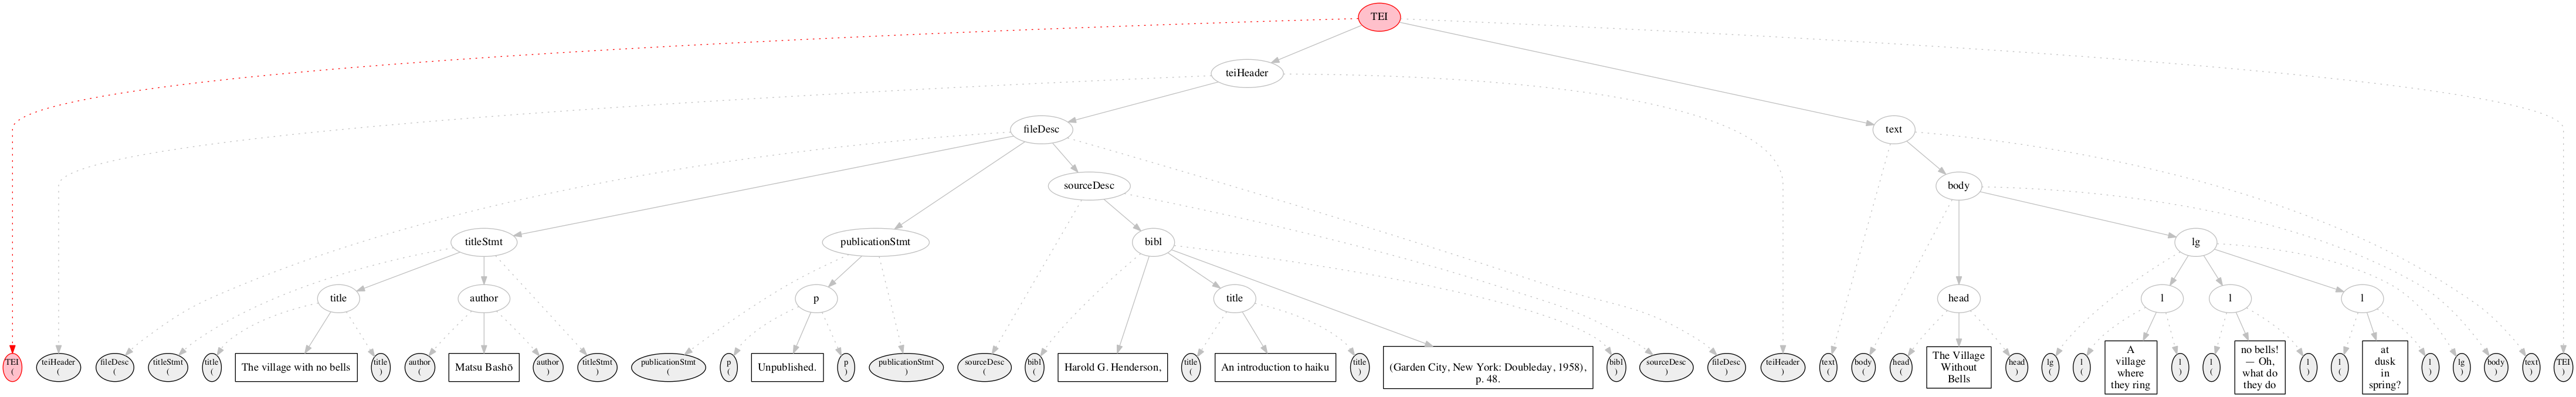 TEI
teiHeader
fileDesc
text
sourceDesc
body
titleStmt
publicationStmt
bibl
lg
title
author
p
title
head
l
l
l
TEI
(
teiHeader
(
fileDesc
(
titleStmt
(
title
(
The village with no bells
title
)
author
(
Matsu Bashō
author
)
titleStmt
)
publicationStmt
(
p
(
Unpublished.
p
)
publicationStmt
)
sourceDesc
(
bibl
(
Harold G. Henderson,
title
(
An introduction to haiku
title
)
(Garden City, New York: Doubleday, 1958),
p. 48.
bibl
)
sourceDesc
)
fileDesc
)
teiHeader
)
text
(
body
(
head
(
The Village
Without
Bells
head
)
lg
(
l
(
A
village
where
they ring
l
)
l
(
no bells!
— Oh,
what do
they do
l
)
l
(
at
dusk
in
spring?
l
)
lg
)
body
)
text
)
TEI
)